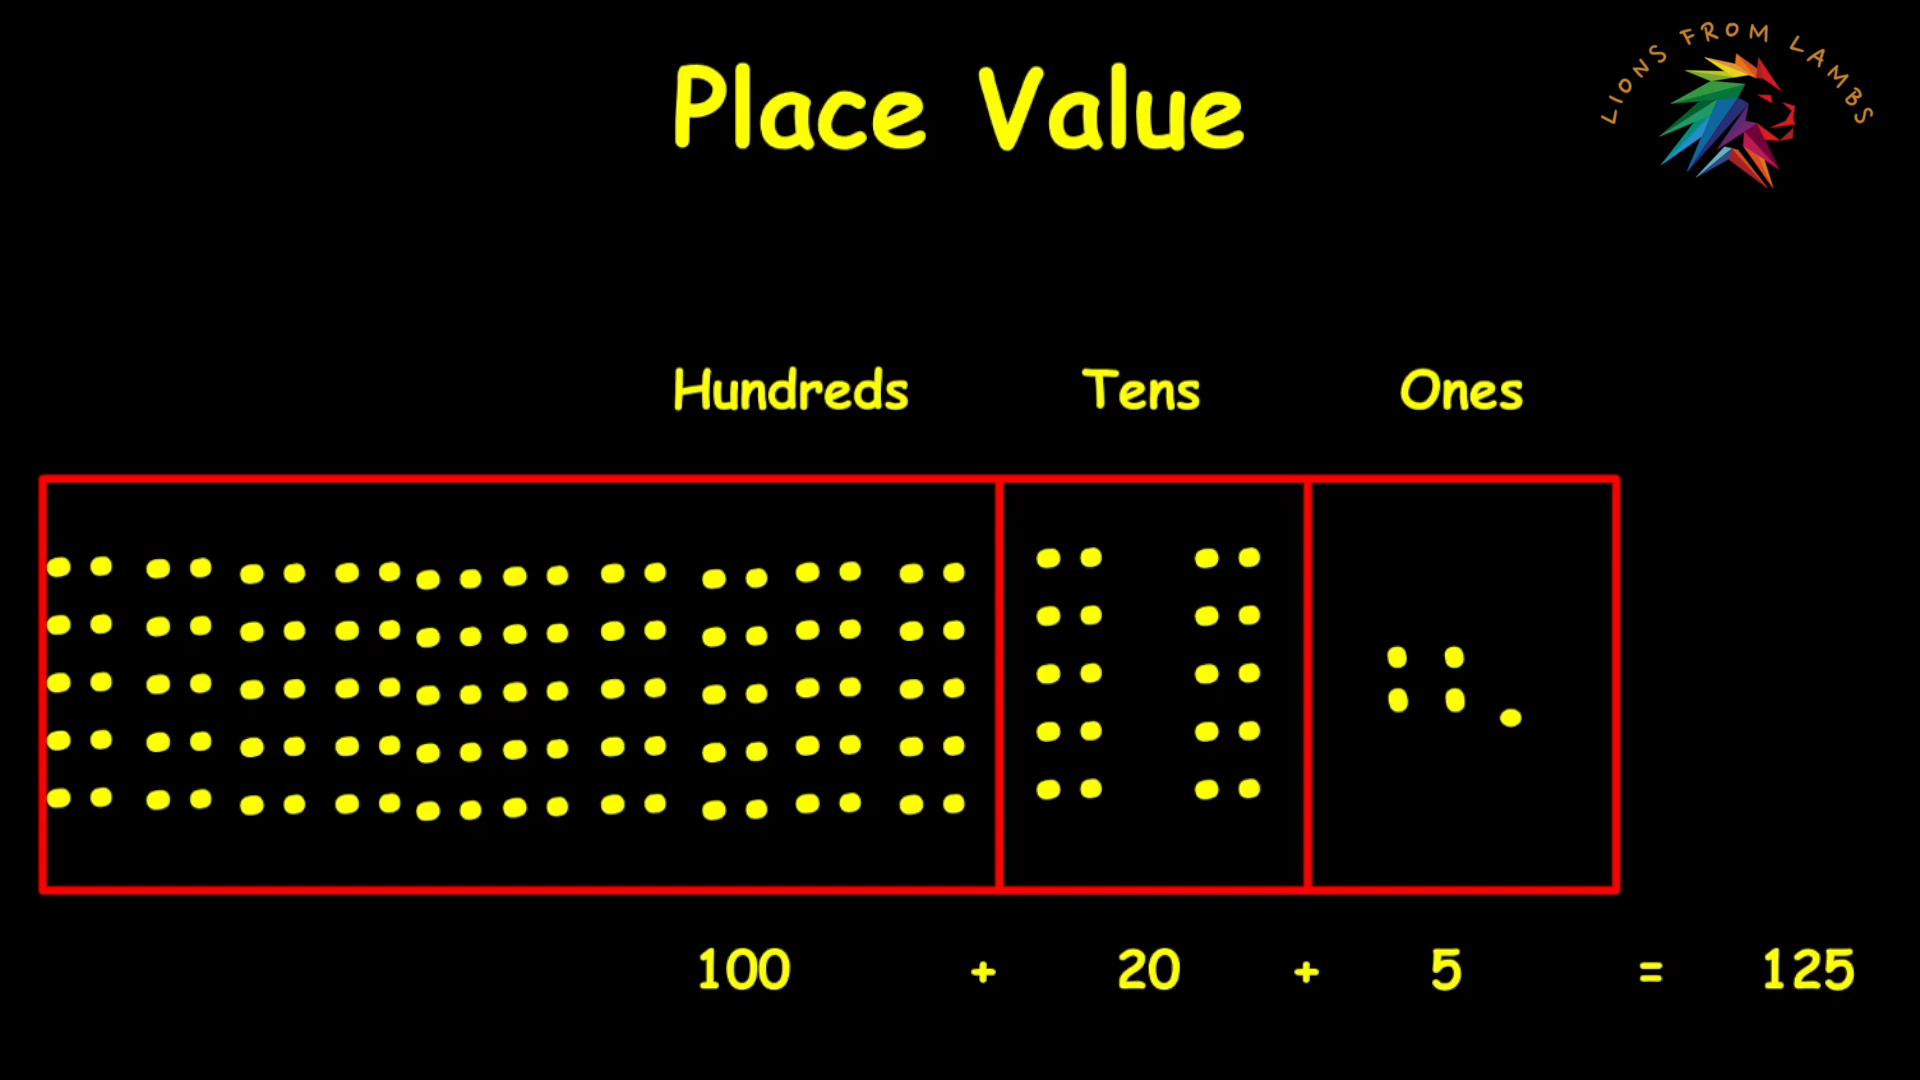 LIONS FROM LAMBS
Place Value
Hundreds Tens Ones
100 + 20 + 5 = 125